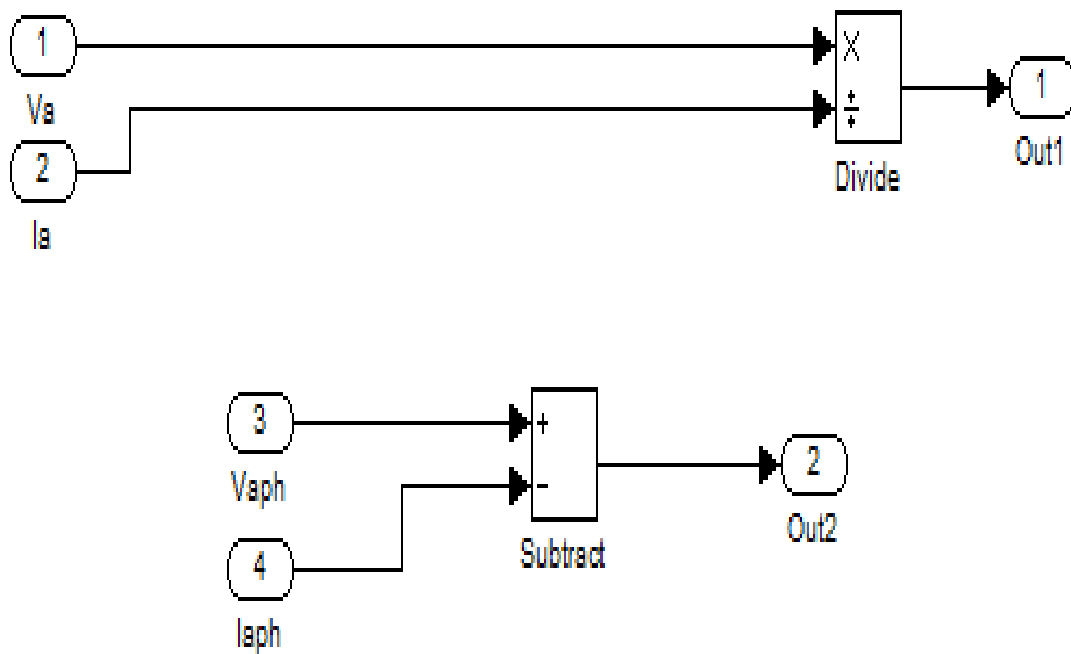 1
Va
2
Ia
×
÷
Divide
1
Out1
3
Vaph
4
Iaph
+
−
Subtract
2
Out2